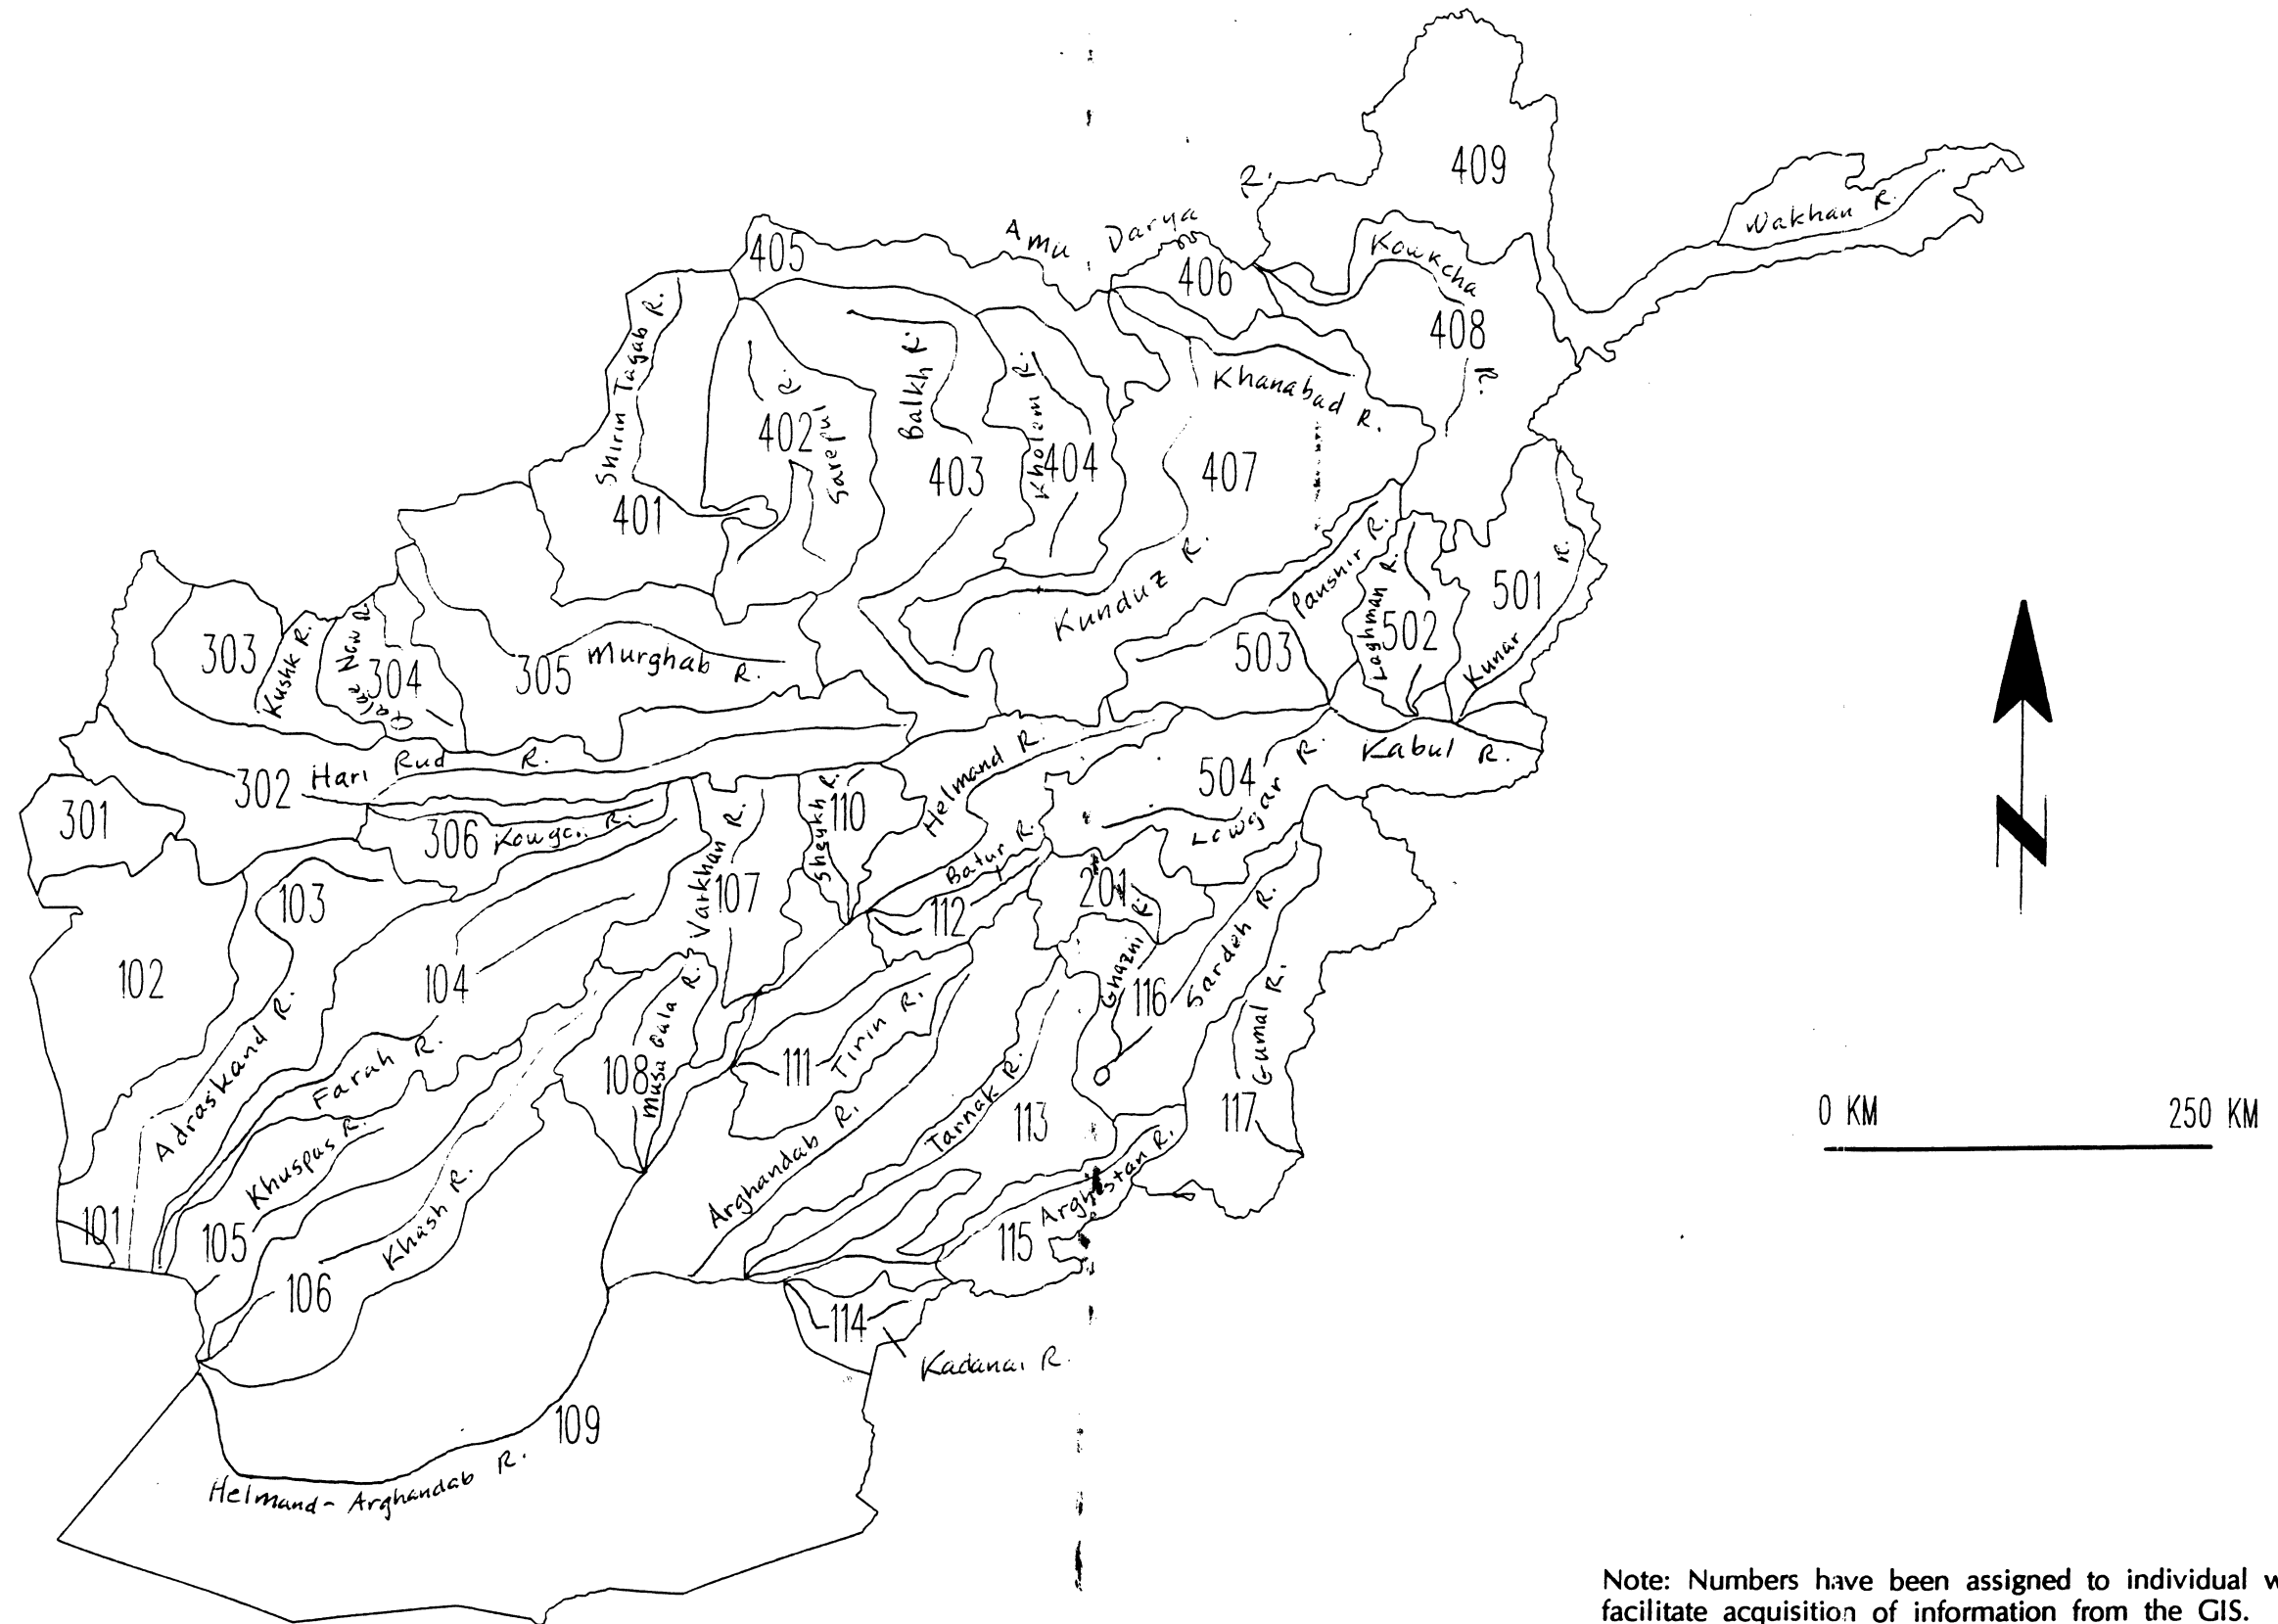 409
Wakhan R.
R.
Amu Darya
405
406
Kowkcha
408
R.
Shirin Tagab R.
Balkh R.
Kholem R.
Khanabad R.
402
Sarepul R.
403
404
407
401
Panshir R.
R.
501
Kunduz R.
Laghman R.
502
303
Kushk R.
304
305
Murghab R.
503
Kunar
302
Hari Rud R.
Helmand R.
504
Kabul R.
301
306
Sheykh R.
110
Lowgar R.
Varkhan R.
107
Batur R.
201
103
112
102
104
Ghazni R.
116
Sardeh R.
Adraskand R.
Farah R.
108
Musa Qala R.
111
Tirin R.
Gumal R.
Tarnak R.
113
117
0 KM
250 KM
Khuspas R.
Arghandab R.
Arghestan R.
101
105
Khash R.
115
106
114
Kadanai R.
109
Helmand-Arghandab R.
Note: Numbers have been assigned to individual w
facilitate acquisition of information from the GIS.